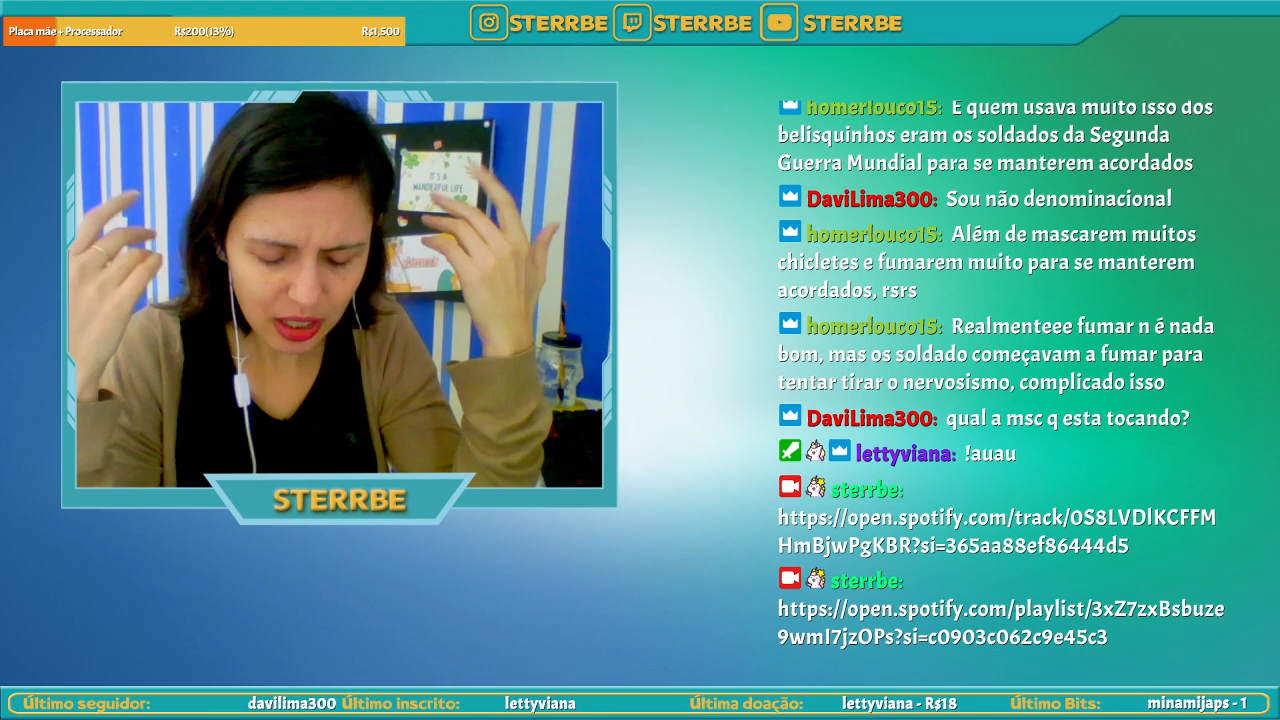 STERRBE STERRBE STERRBE
Placa mãe + Processador R$200(13%) R$1,500
IT'S A
WANDERFUL LIFE
Blessed
STERRBE
homerlouco15: E quem usava muito isso dos
belisquinhos eram os soldados da Segunda
Guerra Mundial para se manterem acordados
DaviLima300: Sou não denominacional
homerlouco15: Além de mascarem muitos
chicletes e fumarem muito para se manterem
acordados, rsrs
homerlouco15: Realmenteee fumar n é nada
bom, mas os soldado começavam a fumar para
tentar tirar o nervosismo, complicado isso
DaviLima300: qual a msc q esta tocando?
lettyviana: !auau
sterrbe:
https://open.spotify.com/track/0S8LVDlKCFFM
HmBjwPgKBR?si=365aa88ef86444d5
sterrbe:
https://open.spotify.com/playlist/3xZ7zxBsbuze
9wmI7jzOPs?si=c0903c062c9e45c3
Último seguidor: davilima300 Último inscrito: lettyviana Última doação: lettyviana - R$18 Último Bits: minamijaps - 1